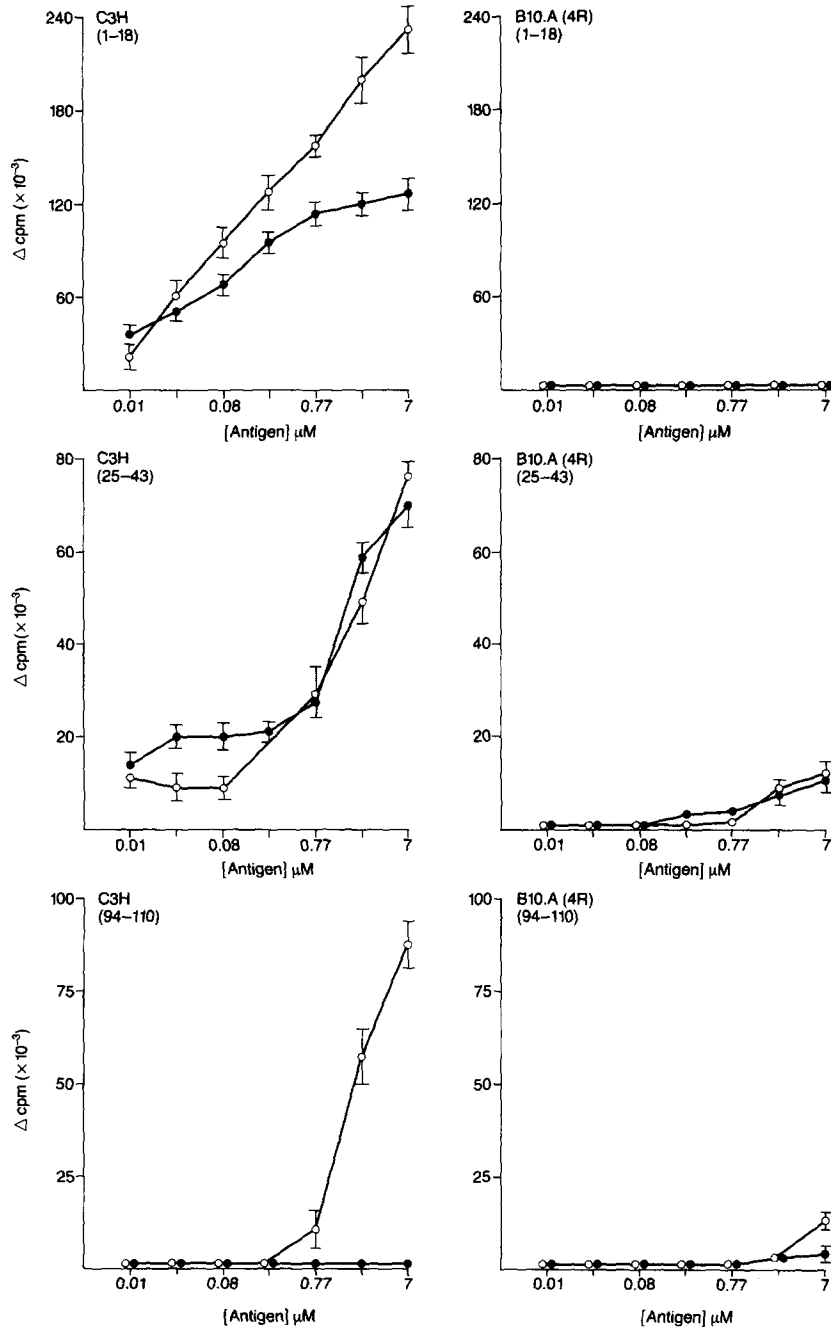 C3H
(1–18)
240
180
120
60
Δ cpm (× 10⁻³)
0.01 0.08 0.77 7
[Antigen] μM
B10.A (4R)
(1–18)
240
180
120
60
0.01 0.08 0.77 7
[Antigen] μM
C3H
(25–43)
80
60
40
20
Δ cpm (× 10⁻³)
0.01 0.08 0.77 7
[Antigen] μM
B10.A (4R)
(25–43)
80
60
40
20
0.01 0.08 0.77 7
[Antigen] μM
C3H
(94–110)
100
75
50
25
Δ cpm (× 10⁻³)
0.01 0.08 0.77 7
[Antigen] μM
B10.A (4R)
(94–110)
100
75
50
25
0.01 0.08 0.77 7
[Antigen] μM